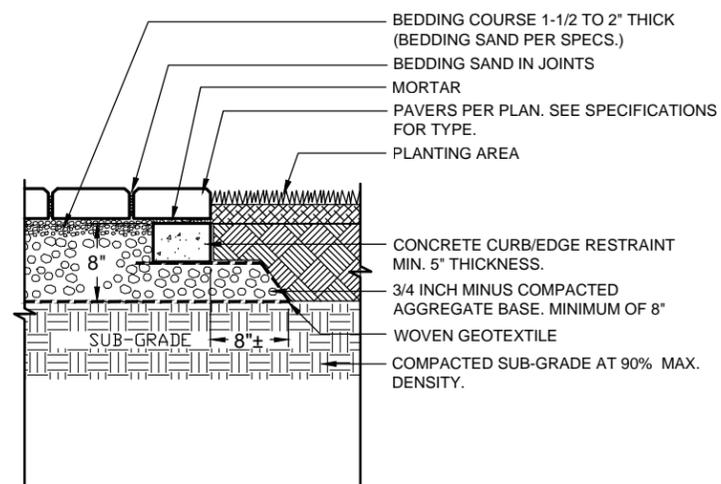 BEDDING COURSE 1-1/2 TO 2" THICK
(BEDDING SAND PER SPECS.)
BEDDING SAND IN JOINTS
MORTAR
PAVERS PER PLAN. SEE SPECIFICATIONS
FOR TYPE.
PLANTING AREA
CONCRETE CURB/EDGE RESTRAINT
MIN. 5" THICKNESS.
8"
3/4 INCH MINUS COMPACTED
AGGREGATE BASE. MINIMUM OF 8"
WOVEN GEOTEXTILE
SUB-GRADE
8"±
COMPACTED SUB-GRADE AT 90% MAX.
DENSITY.